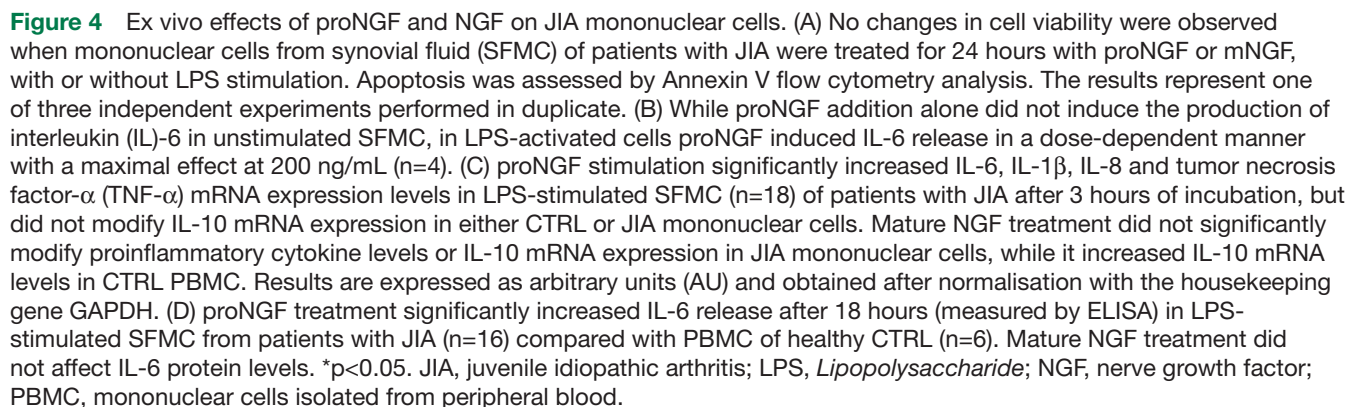 Figure 4 Ex vivo effects of proNGF and NGF on JIA mononuclear cells. (A) No changes in cell viability were observed
when mononuclear cells from synovial fluid (SFMC) of patients with JIA were treated for 24 hours with proNGF or mNGF,
with or without LPS stimulation. Apoptosis was assessed by Annexin V flow cytometry analysis. The results represent one
of three independent experiments performed in duplicate. (B) While proNGF addition alone did not induce the production of
interleukin (IL)-6 in unstimulated SFMC, in LPS-activated cells proNGF induced IL-6 release in a dose-dependent manner
with a maximal effect at 200 ng/mL (n=4). (C) proNGF stimulation significantly increased IL-6, IL-1β, IL-8 and tumor necrosis
factor-α (TNF-α) mRNA expression levels in LPS-stimulated SFMC (n=18) of patients with JIA after 3 hours of incubation, but
did not modify IL-10 mRNA expression in either CTRL or JIA mononuclear cells. Mature NGF treatment did not significantly
modify proinflammatory cytokine levels or IL-10 mRNA expression in JIA mononuclear cells, while it increased IL-10 mRNA
levels in CTRL PBMC. Results are expressed as arbitrary units (AU) and obtained after normalisation with the housekeeping
gene GAPDH. (D) proNGF treatment significantly increased IL-6 release after 18 hours (measured by ELISA) in LPS-
stimulated SFMC from patients with JIA (n=16) compared with PBMC of healthy CTRL (n=6). Mature NGF treatment did
not affect IL-6 protein levels. *p<0.05. JIA, juvenile idiopathic arthritis; LPS, Lipopolysaccharide; NGF, nerve growth factor;
PBMC, mononuclear cells isolated from peripheral blood.